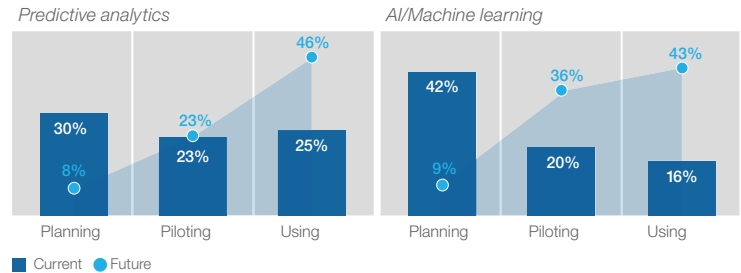 Predictive analytics
46%
30%
23%
8%
23%
25%
Planning
Piloting
Using
AI/Machine learning
42%
36%
43%
9%
20%
16%
Planning
Piloting
Using
Current
Future